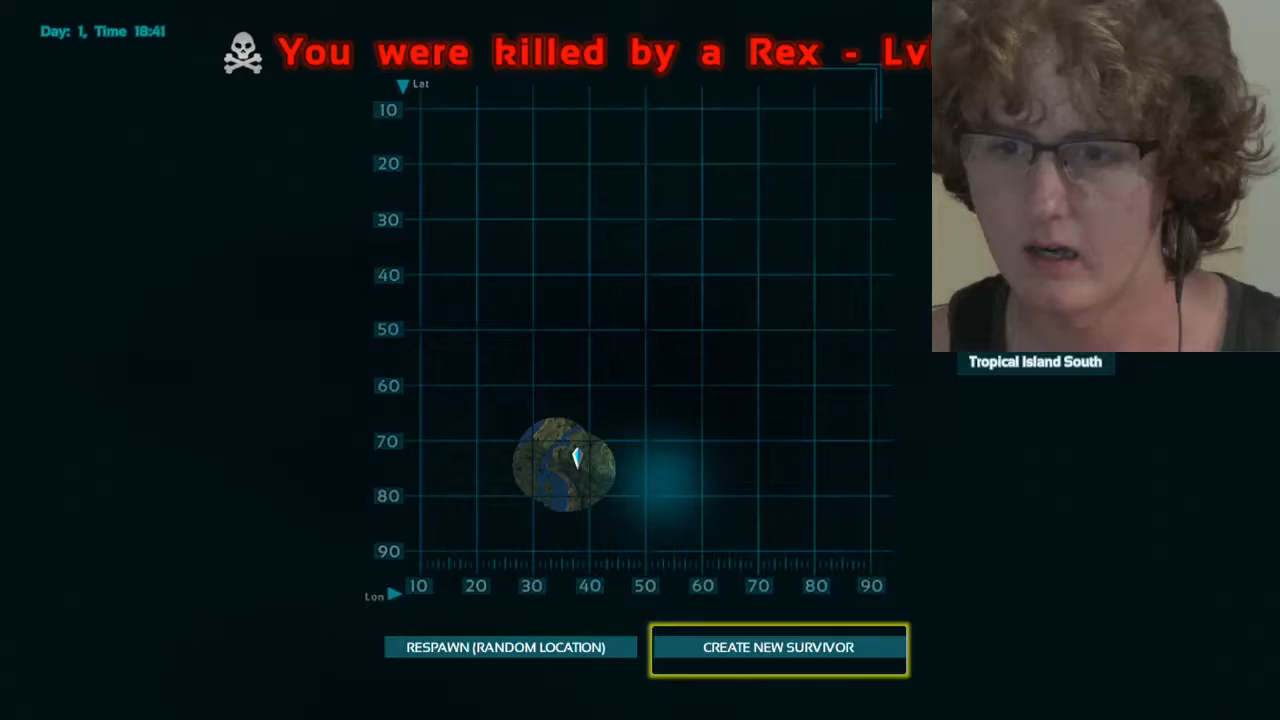 Day: 1, Time 18:41
You were killed by a Rex - Lvl
Lat
10
20
30
40
50
60
70
80
90
Lon
10 20 30 40 50 60 70 80 90
Tropical Island South
RESPAWN (RANDOM LOCATION)
CREATE NEW SURVIVOR